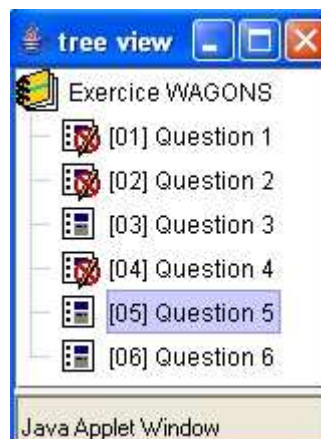 tree view
Exercice WAGONS
[01] Question 1
[02] Question 2
[03] Question 3
[04] Question 4
[05] Question 5
[06] Question 6
Java Applet Window